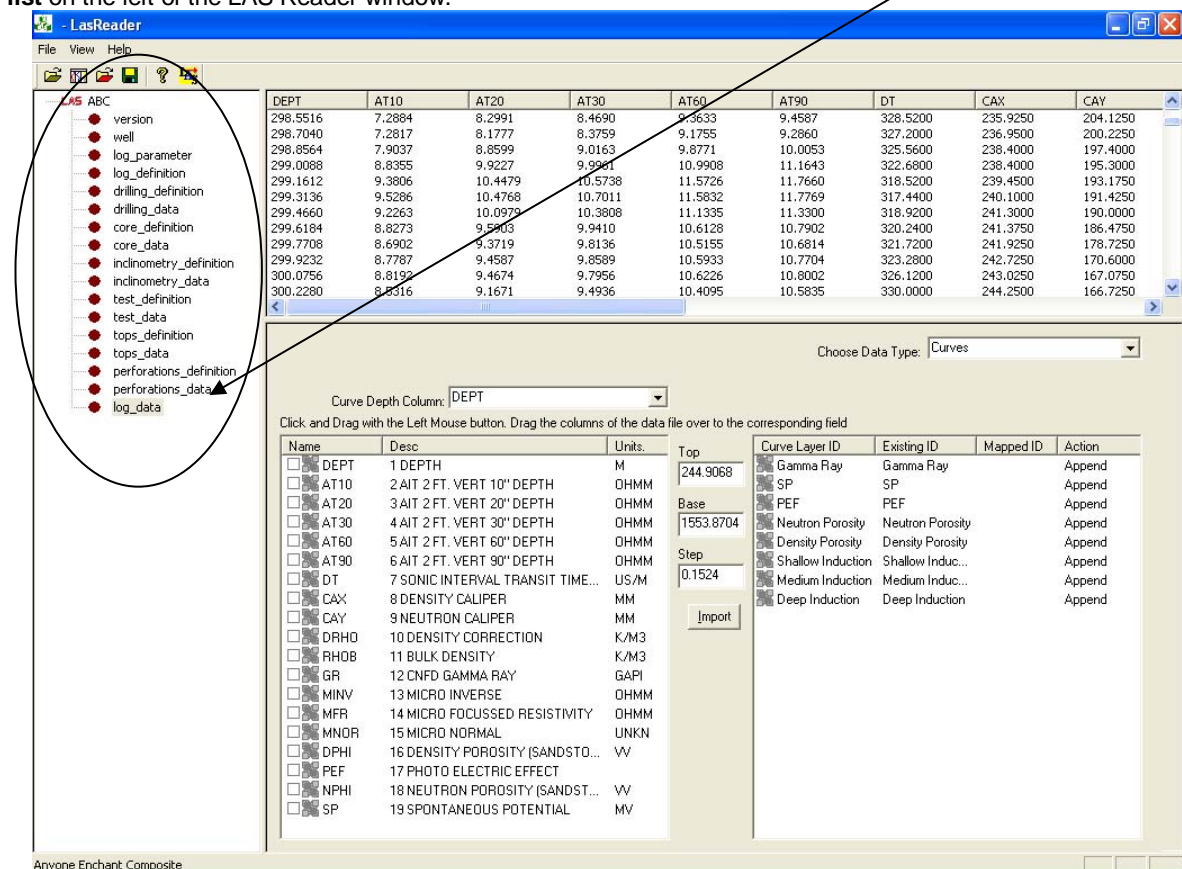 list on the left of the LAS Reader window.
- LasReader
File View Help
LAS ABC
version
well
log_parameter
log_definition
drilling_definition
drilling_data
core_definition
core_data
inclinometry_definition
inclinometry_data
test_definition
test_data
tops_definition
tops_data
perforations_definition
perforations_data
log_data
DEPT AT10 AT20 AT30 AT60 AT90 DT CAX CAY
298.5516 7.2884 8.2991 8.4690 9.3633 9.4587 328.5200 235.9250 204.1250
298.7040 7.2817 8.1777 8.3759 9.1755 9.2860 327.2000 236.9500 200.2250
298.8564 7.9037 8.8599 9.0163 9.8771 10.0053 325.5600 238.4000 197.4000
299.0088 8.8355 9.9227 9.9961 10.9908 11.1643 322.6800 238.4000 195.3000
299.1612 9.3806 10.4479 10.5738 11.5726 11.7660 318.5200 239.4500 193.1750
299.3136 9.5286 10.4768 10.7011 11.5832 11.7769 317.4400 240.1000 191.4250
299.4660 9.2263 10.0979 10.3808 11.1335 11.3300 318.9200 241.3000 190.0000
299.6184 8.8273 9.5903 9.9410 10.6128 10.7902 320.2400 241.3750 186.4750
299.7708 8.6902 9.3719 9.8136 10.5155 10.6814 321.7200 241.9250 178.7250
299.9232 8.7787 9.4587 9.8589 10.5933 10.7704 323.2800 242.7250 170.6000
300.0756 8.8192 9.4674 9.7956 10.6226 10.8002 326.1200 243.0250 167.0750
300.2280 8.5316 9.1671 9.4936 10.4095 10.5835 330.0000 244.2500 166.7250
Choose Data Type: Curves
Curve Depth Column: DEPT
Click and Drag with the Left Mouse button. Drag the columns of the data file over to the corresponding field
Name Desc Units.
DEPT 1 DEPTH M
AT10 2 AIT 2 FT. VERT 10" DEPTH OHMM
AT20 3 AIT 2 FT. VERT 20" DEPTH OHMM
AT30 4 AIT 2 FT. VERT 30" DEPTH OHMM
AT60 5 AIT 2 FT. VERT 60" DEPTH OHMM
AT90 6 AIT 2 FT. VERT 90" DEPTH OHMM
DT 7 SONIC INTERVAL TRANSIT TIME... US/M
CAX 8 DENSITY CALIPER MM
CAY 9 NEUTRON CALIPER MM
DRHO 10 DENSITY CORRECTION K/M3
RHOB 11 BULK DENSITY K/M3
GR 12 CNFD GAMMA RAY GAPI
MINV 13 MICRO INVERSE OHMM
MFR 14 MICRO FOCUSSED RESISTIVITY OHMM
MNOR 15 MICRO NORMAL UNKN
DPHI 16 DENSITY POROSITY (SANDSTO... VV
PEF 17 PHOTO ELECTRIC EFFECT
NPHI 18 NEUTRON POROSITY (SANDST... VV
SP 19 SPONTANEOUS POTENTIAL MV
Top
244.9068
Base
1553.8704
Step
0.1524
Import
Curve Layer ID Existing ID Mapped ID Action
Gamma Ray Gamma Ray Append
SP SP Append
PEF PEF Append
Neutron Porosity Neutron Porosity Append
Density Porosity Density Porosity Append
Shallow Induction Shallow Induc... Append
Medium Induction Medium Induc... Append
Deep Induction Deep Induction Append
Anyone Enchant Composite